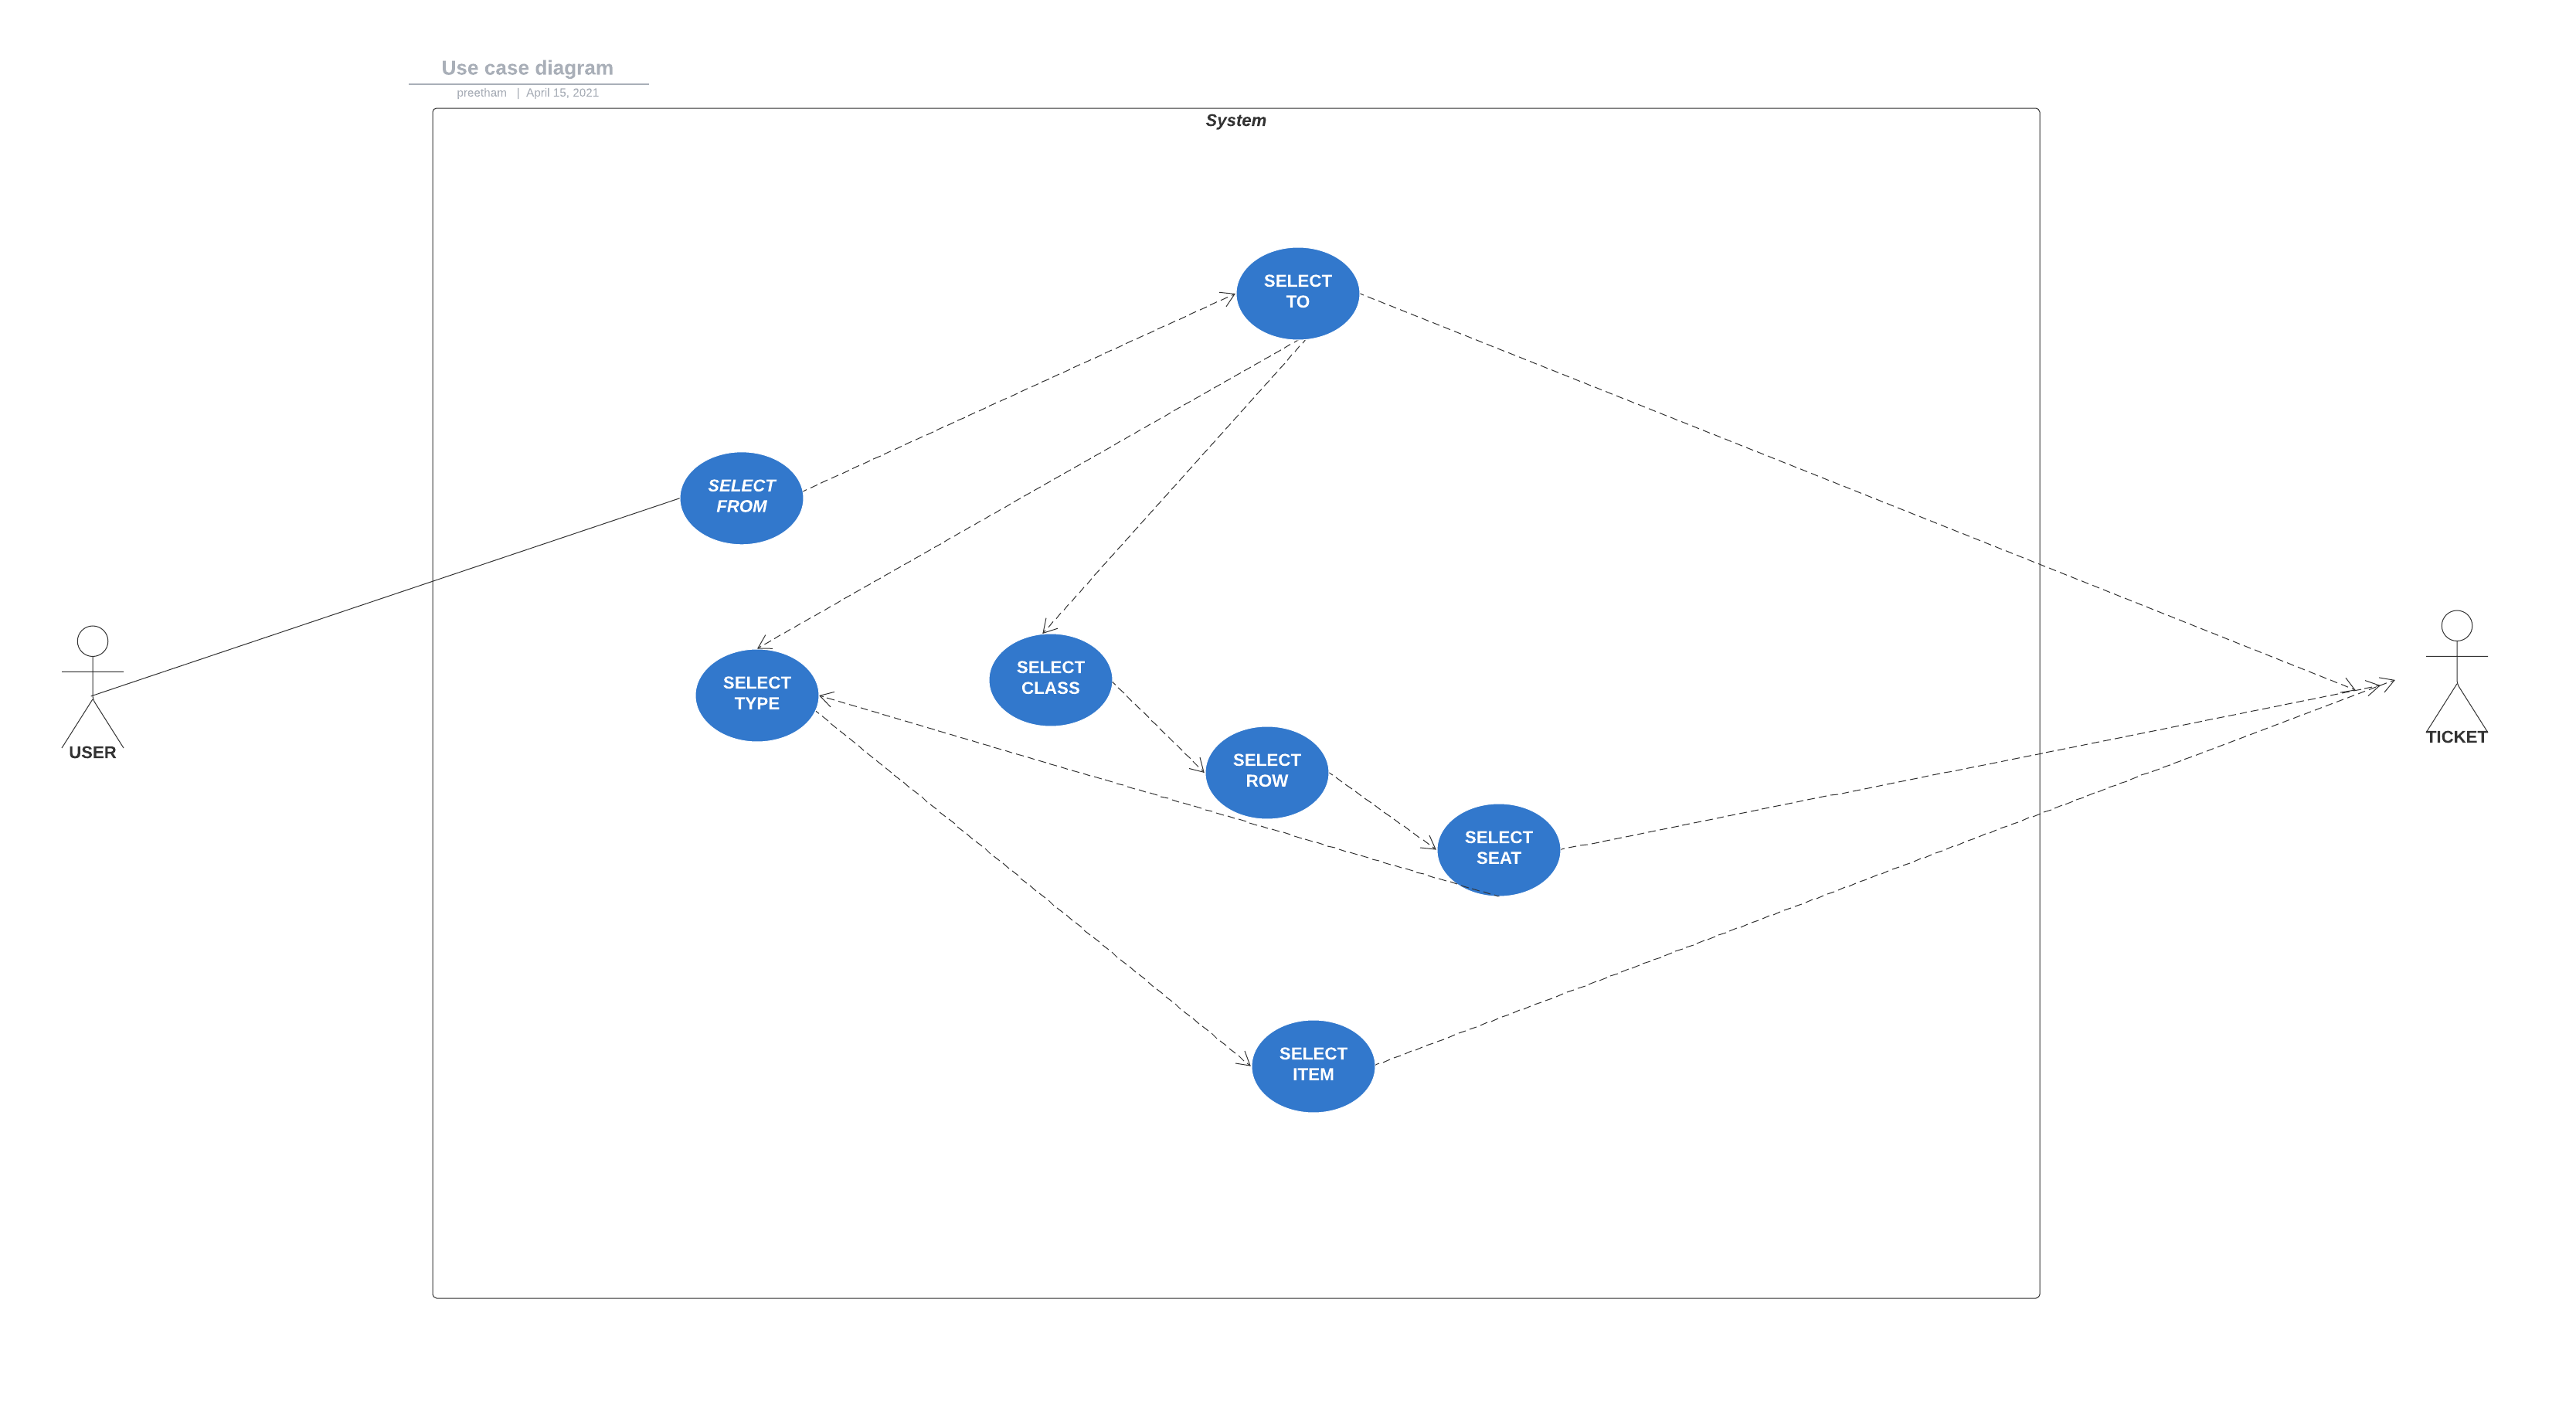 Use case diagram
preetham | April 15, 2021
System
SELECT
TO
SELECT
FROM
SELECT
TYPE
SELECT
CLASS
SELECT
ROW
SELECT
SEAT
SELECT
ITEM
USER
TICKET